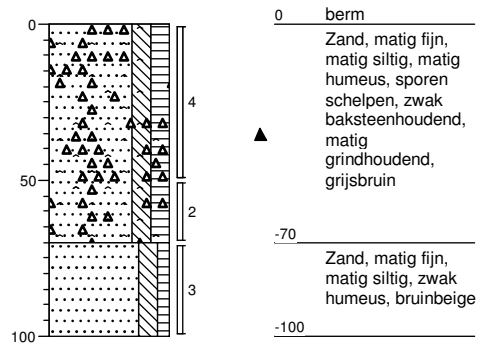 0
50
100
4
2
3
0 berm
Zand, matig fijn,
matig siltig, matig
humeus, sporen
schelpen, zwak
baksteenhoudend,
matig
grindhoudend,
grijsbruin
-70
Zand, matig fijn,
matig siltig, zwak
humeus, bruinbeige
-100